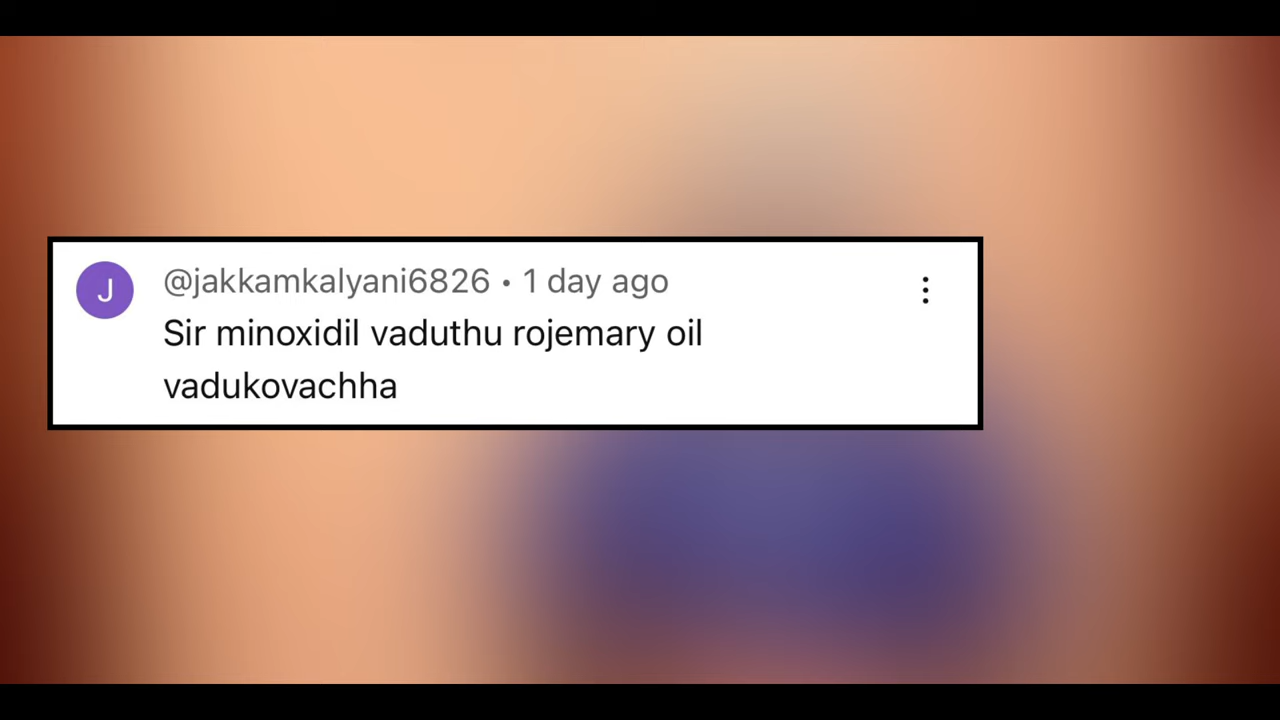 J
@jakkamkalyani6826 • 1 day ago
Sir minoxidil vaduthu rojemary oil
vadukovachha